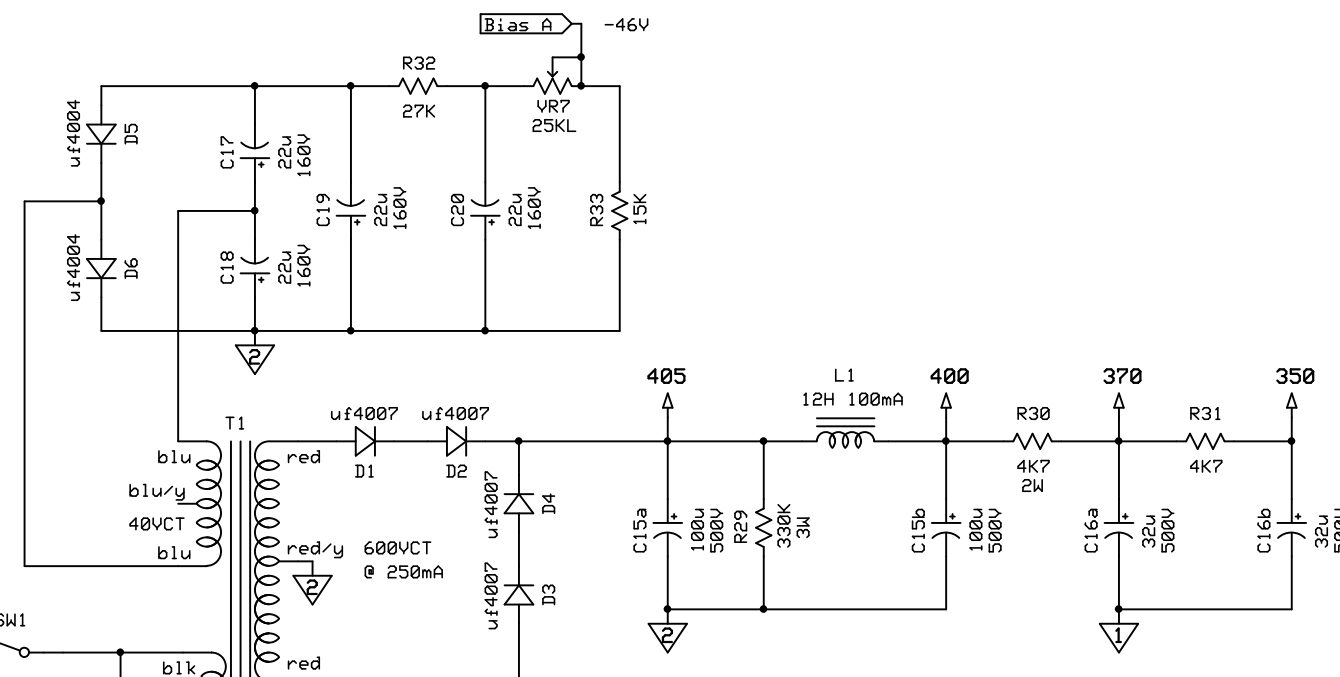 Bias A
-46V
R32
27K
VR7
25KL
uf4004
D5
C17
22u
160V
C19
22u
160V
C20
22u
160V
R33
15K
uf4004
D6
C18
22u
160V
2
T1
blu
blu/y
40VCT
blu
red
red/y
600VCT
@ 250mA
2
red
SW1
blk
uf4007
D1
uf4007
D2
uf4007
D4
uf4007
D3
405
L1
12H 100mA
400
370
350
R30
4K7
2W
R31
4K7
C15a
100u
500V
R29
330K
3W
C15b
100u
500V
C16a
32u
500V
C16b
32u
2
1